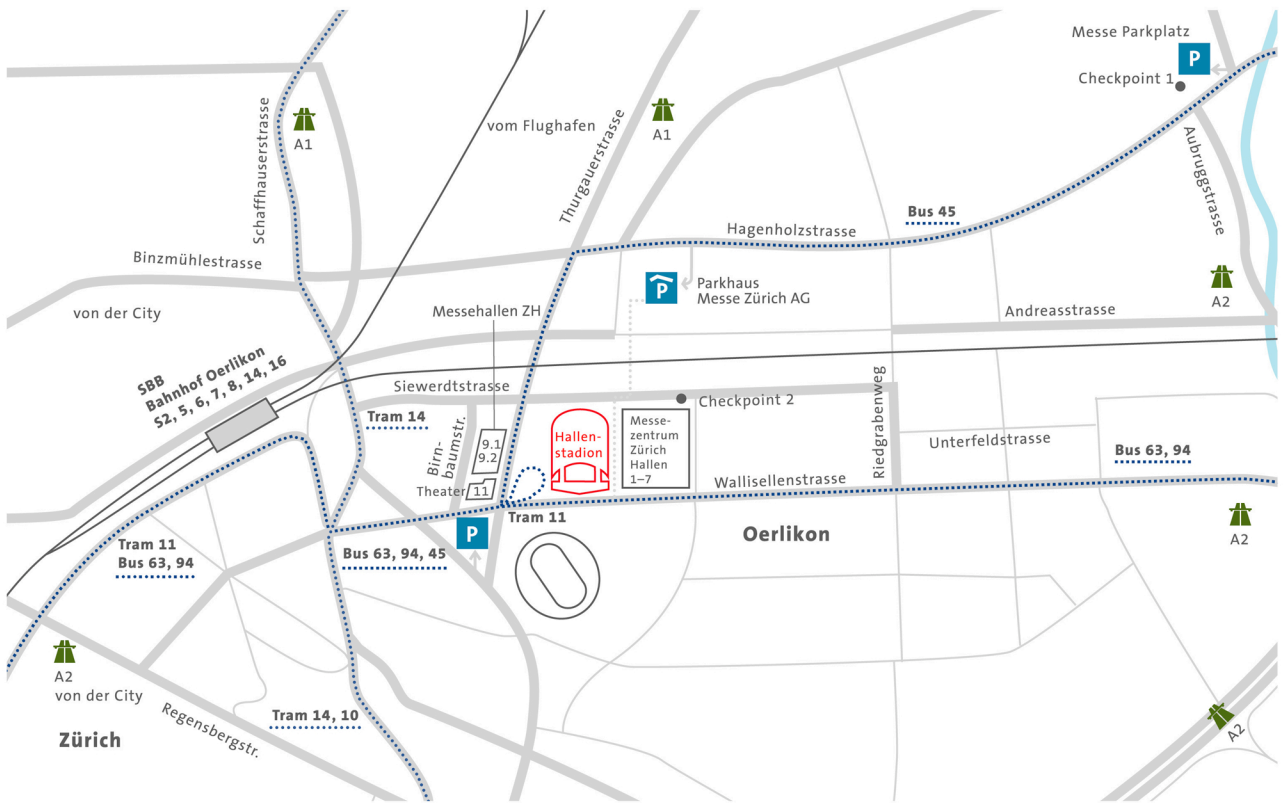 Messe Parkplatz
P
Checkpoint 1
Schaffhauserstrasse
A1
vom Flughafen
Thurgauerstrasse
A1
Aubruggstrasse
Bus 45
Hagenholzstrasse
Binzmühlestrasse
von der City
P
Parkhaus
Messe Zürich AG
A2
Messehallen ZH
Andreasstrasse
SBB
Bahnhof Oerlikon
S2, 5, 6, 7, 8, 14, 16
Siewerdtstrasse
Tram 14
Birn-
baumstr.
9.1
9.2
Theater
11
Hallen-
stadion
Checkpoint 2
Messe-
zentrum
Zürich
Hallen
1–7
Riedgrabenweg
Unterfeldstrasse
Bus 63, 94
Wallisellenstrasse
Tram 11
P
Oerlikon
A2
Tram 11
Bus 63, 94
Bus 63, 94, 45
A2
von der City
Regensbergstr.
Tram 14, 10
Zürich
A2